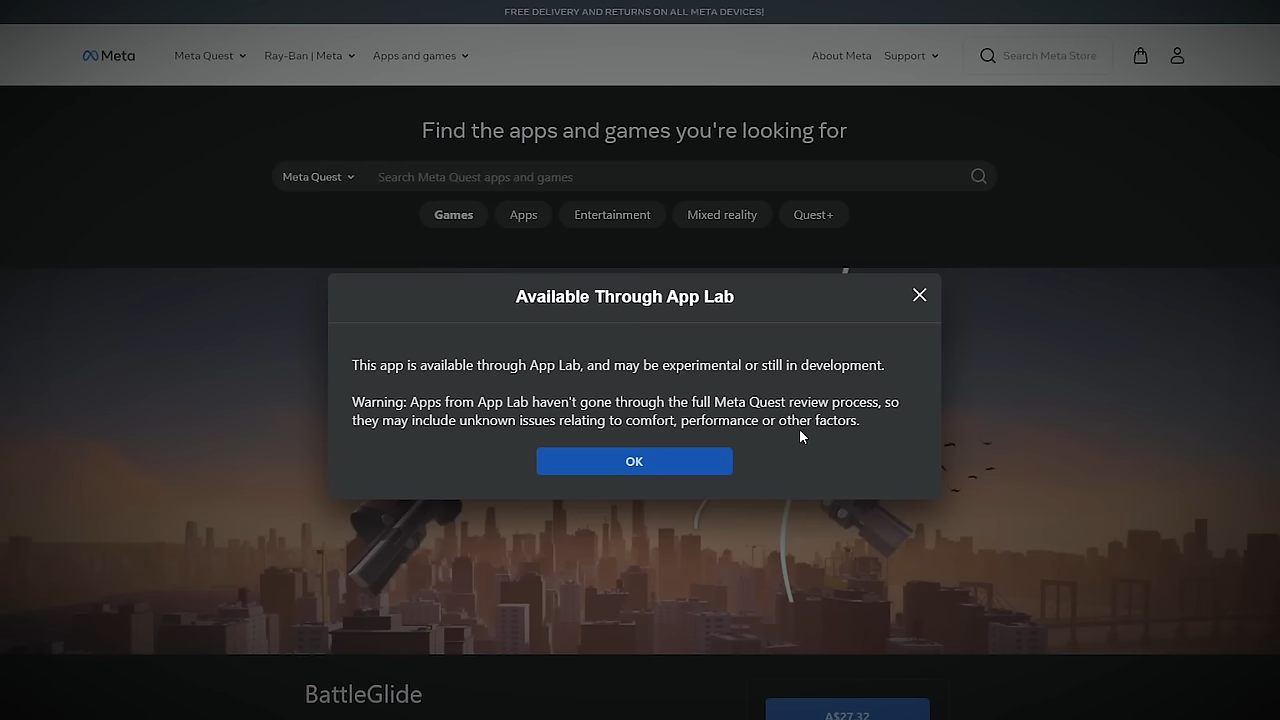 FREE DELIVERY AND RETURNS ON ALL META DEVICES!
Meta
Meta Quest
Ray-Ban | Meta
Apps and games
About Meta
Support
Search Meta Store
Find the apps and games you're looking for
Meta Quest
Search Meta Quest apps and games
Games
Apps
Entertainment
Mixed reality
Quest+
Available Through App Lab
This app is available through App Lab, and may be experimental or still in development.
Warning: Apps from App Lab haven't gone through the full Meta Quest review process, so
they may include unknown issues relating to comfort, performance or other factors.
OK
BattleGlide
A$27.32